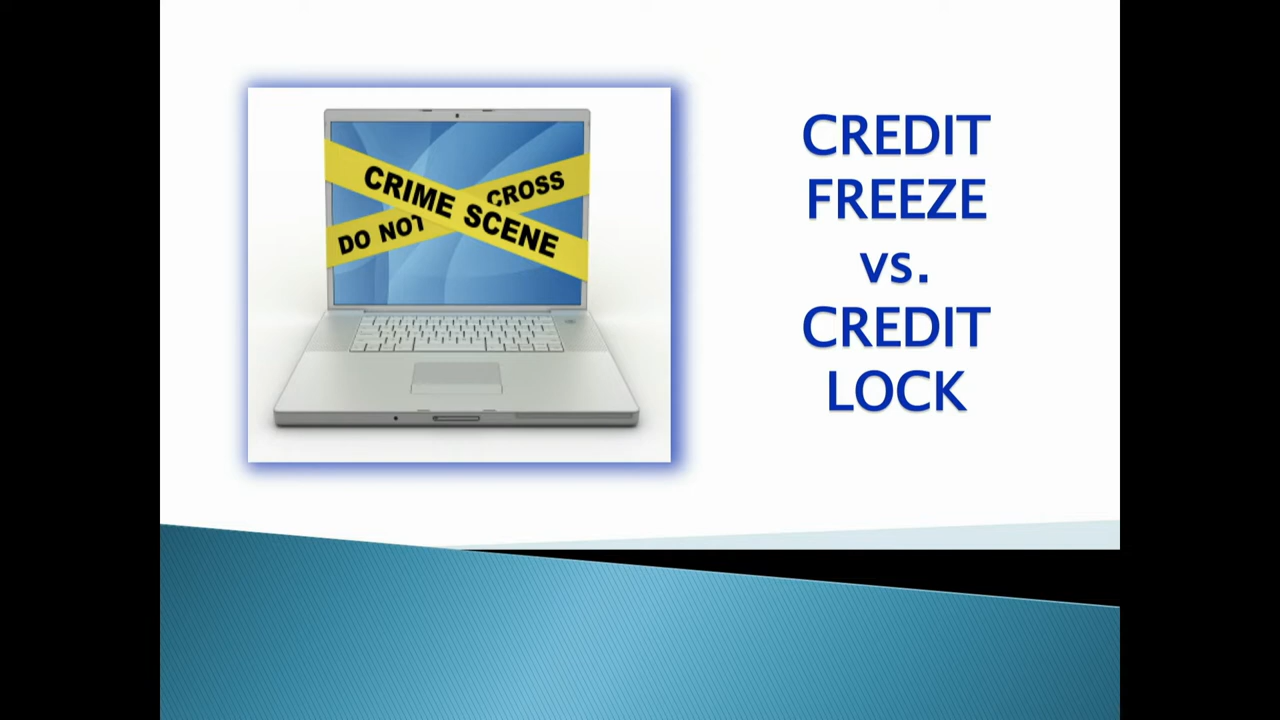 CRIME SCENE
DO NOT CROSS
CREDIT
FREEZE
vs.
CREDIT
LOCK